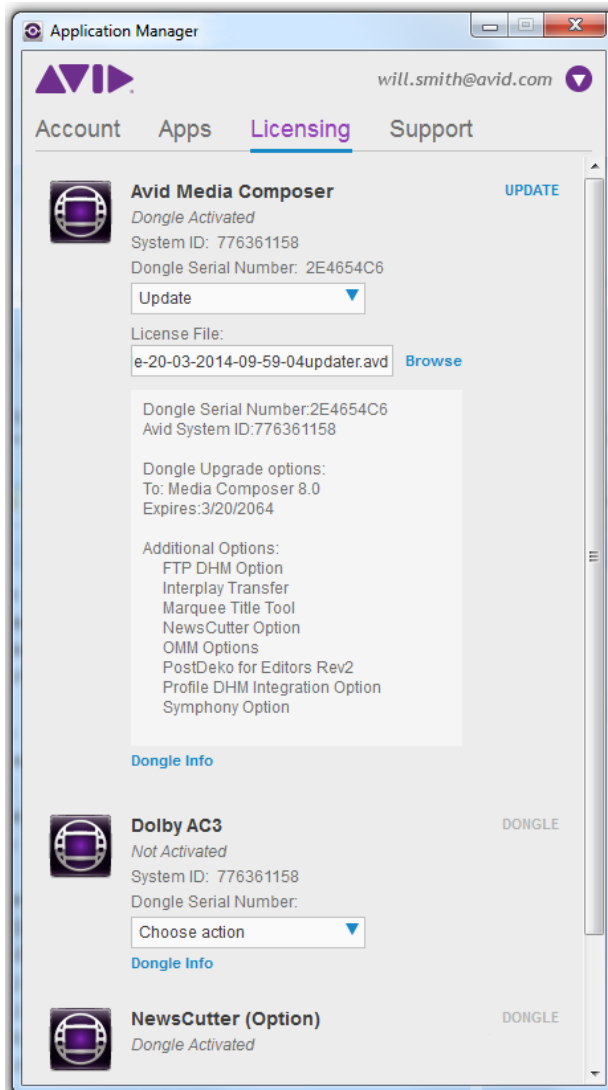 Application Manager
AVID
will.smith@avid.com
Account Apps Licensing Support
Avid Media Composer UPDATE
Dongle Activated
System ID: 776361158
Dongle Serial Number: 2E4654C6
Update
License File:
e-20-03-2014-09-59-04updater.avd Browse
Dongle Serial Number:2E4654C6
Avid System ID:776361158
Dongle Upgrade options:
To: Media Composer 8.0
Expires:3/20/2064
Additional Options:
FTP DHM Option
Interplay Transfer
Marquee Title Tool
NewsCutter Option
OMM Options
PostDeko for Editors Rev2
Profile DHM Integration Option
Symphony Option
Dongle Info
Dolby AC3 DONGLE
Not Activated
System ID: 776361158
Dongle Serial Number:
Choose action
Dongle Info
NewsCutter (Option) DONGLE
Dongle Activated